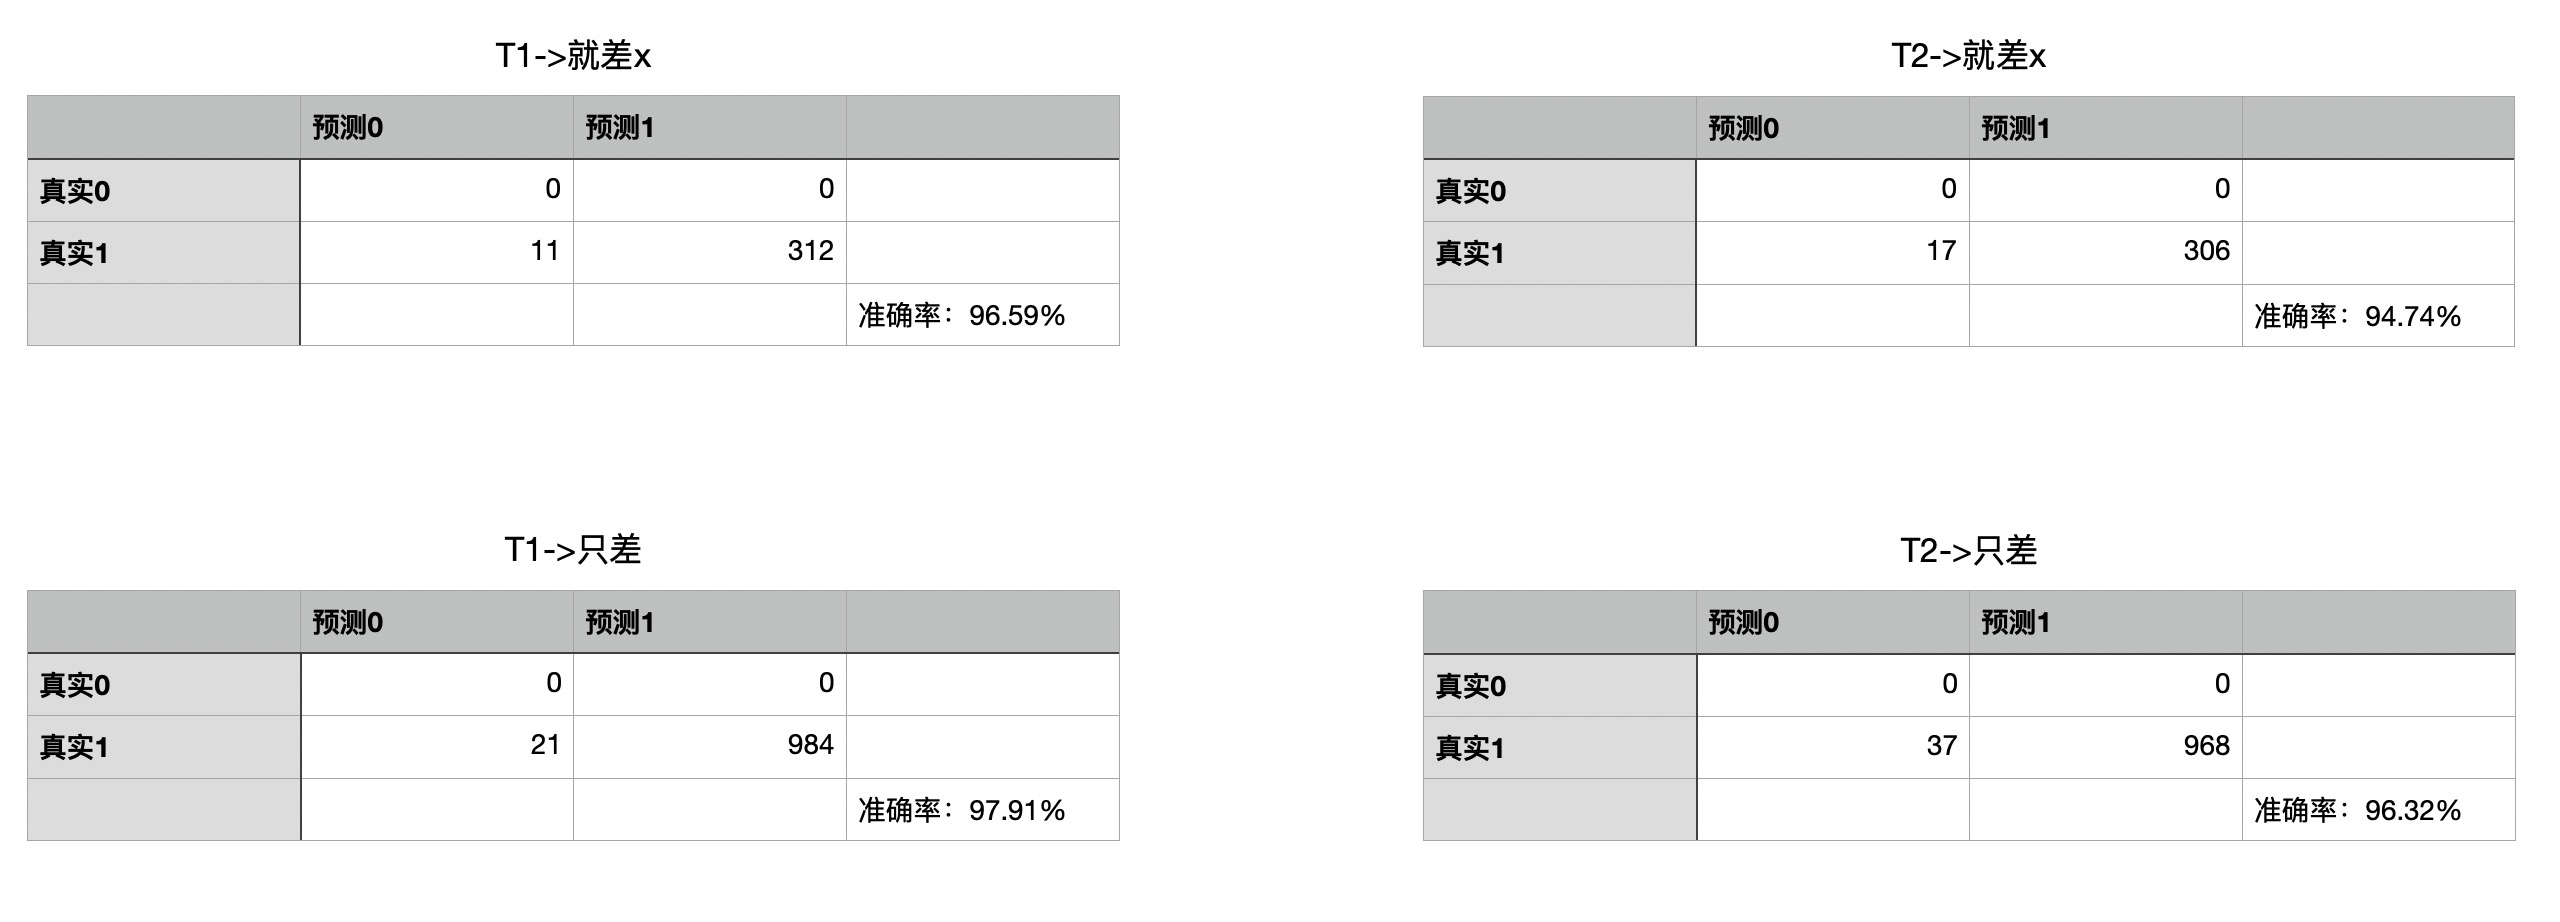 T1->就差x
预测0 预测1
真实0 0 0
真实1 11 312
准确率：96.59%
T2->就差x
预测0 预测1
真实0 0 0
真实1 17 306
准确率：94.74%
T1->只差
预测0 预测1
真实0 0 0
真实1 21 984
准确率：97.91%
T2->只差
预测0 预测1
真实0 0 0
真实1 37 968
准确率：96.32%